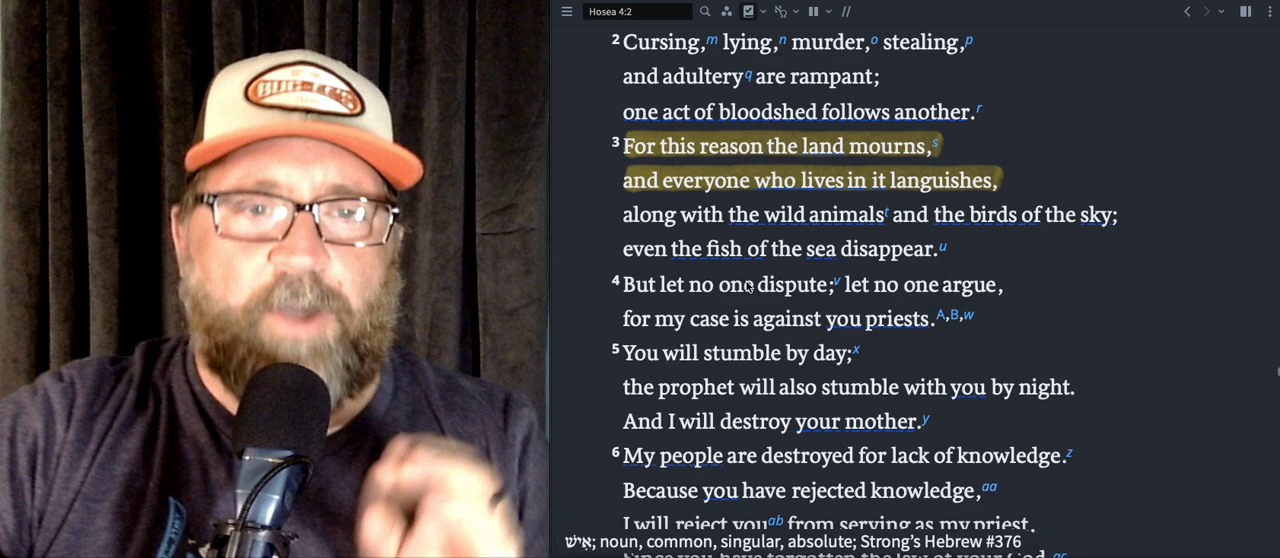 BUC-EE'S
Hosea 4:2
2 Cursing,m lying,n murder,o stealing,p
and adulteryq are rampant;
one act of bloodshed follows another.r
3 For this reason the land mourns,s
and everyone who lives in it languishes,
along with the wild animalst and the birds of the sky;
even the fish of the sea disappear.u
4 But let no one dispute;v let no one argue,
for my case is against you priests.A,B,w
5 You will stumble by day;x
the prophet will also stumble with you by night.
And I will destroy your mother.y
6 My people are destroyed for lack of knowledge.z
Because you have rejected knowledge,aa
I will reject youab from serving as my priest.
אִישׁ; noun, common, singular, absolute; Strong's Hebrew #376